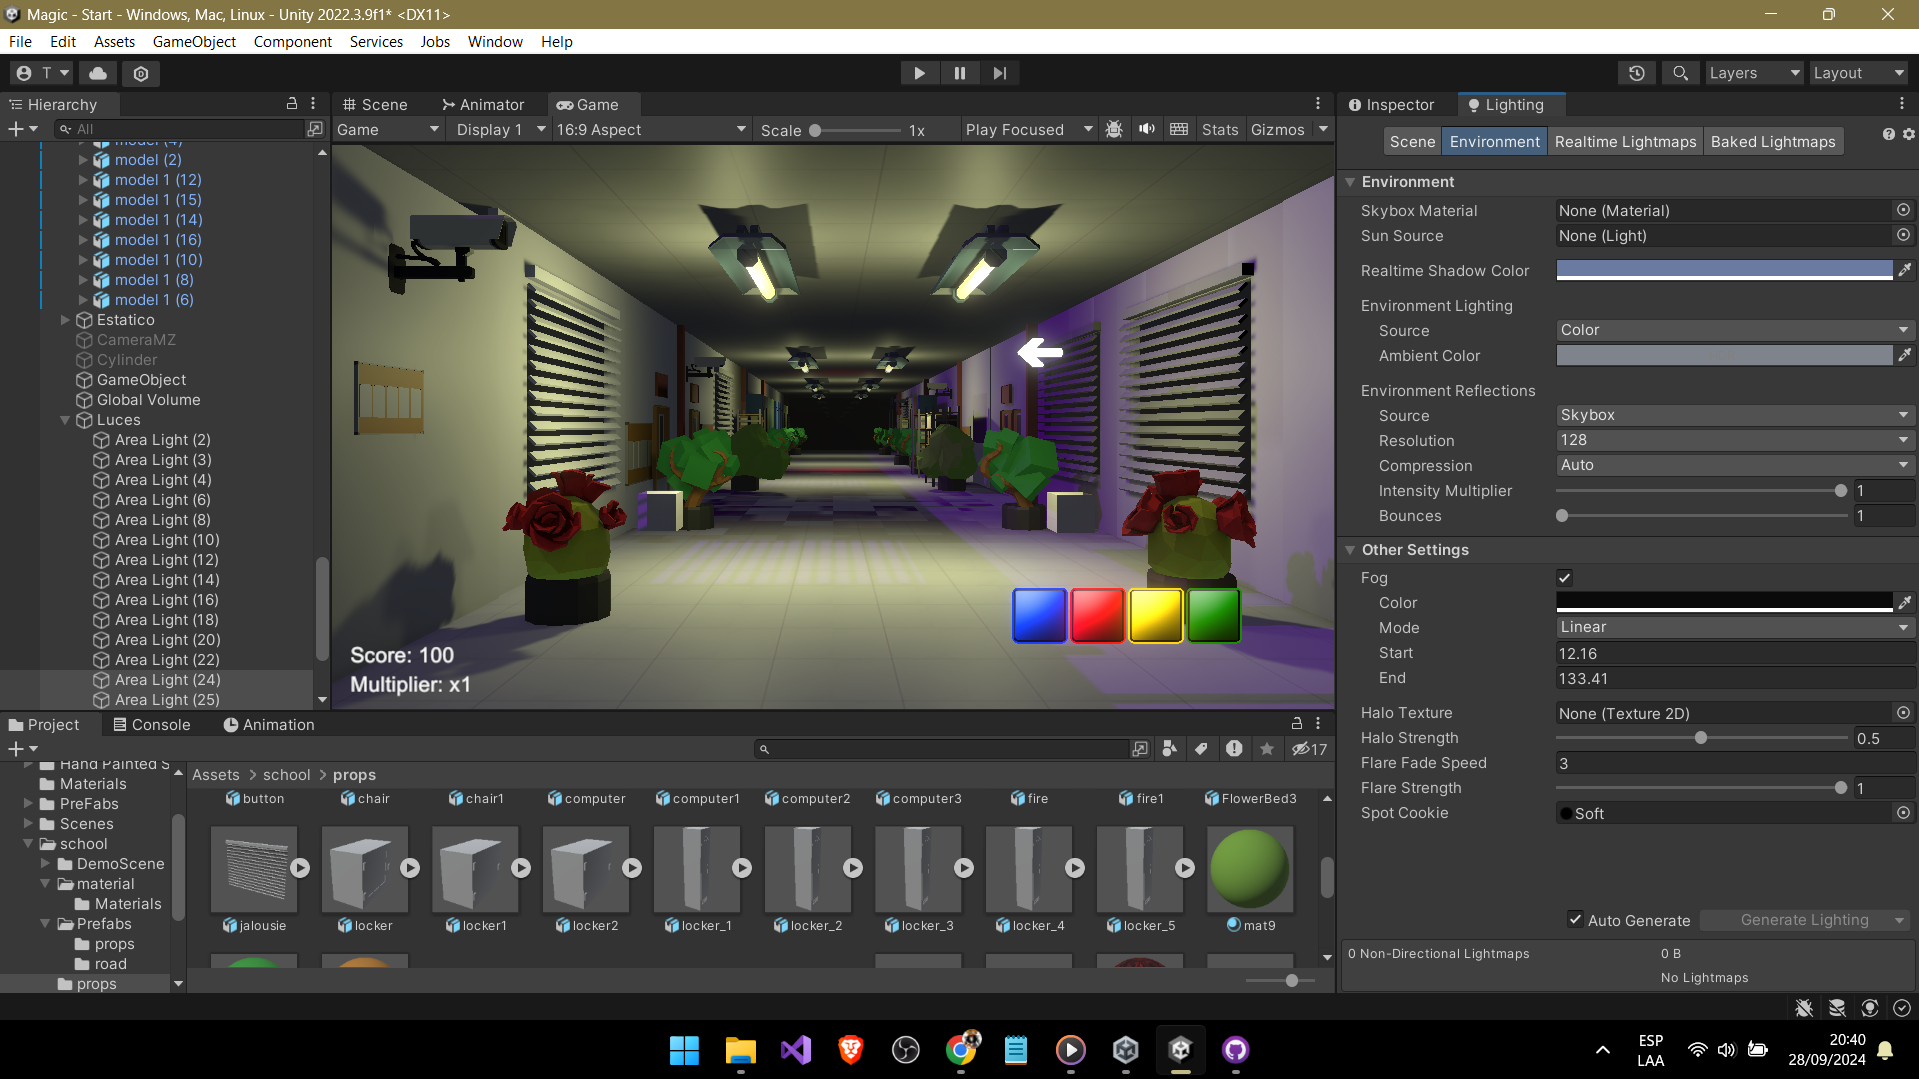 Magic - Start - Windows, Mac, Linux - Unity 2022.3.9f1* <DX11>
File Edit Assets GameObject Component Services Jobs Window Help
T
Layers Layout
Hierarchy
All
model (4)
model (2)
model 1 (12)
model 1 (15)
model 1 (14)
model 1 (16)
model 1 (10)
model 1 (8)
model 1 (6)
Estatico
CameraMZ
Cylinder
GameObject
Global Volume
Luces
Area Light (2)
Area Light (3)
Area Light (4)
Area Light (6)
Area Light (8)
Area Light (10)
Area Light (12)
Area Light (14)
Area Light (16)
Area Light (18)
Area Light (20)
Area Light (22)
Area Light (24)
Area Light (25)
Scene Animator Game
Game Display 1 16:9 Aspect Scale 1x Play Focused Stats Gizmos
Score: 100
Multiplier: x1
Inspector Lighting
Scene Environment Realtime Lightmaps Baked Lightmaps
Environment
Skybox Material None (Material)
Sun Source None (Light)
Realtime Shadow Color
Environment Lighting
Source Color
Ambient Color
Environment Reflections
Source Skybox
Resolution 128
Compression Auto
Intensity Multiplier 1
Bounces 1
Other Settings
Fog
Color
Mode Linear
Start 12.16
End 133.41
Halo Texture None (Texture 2D)
Halo Strength 0.5
Flare Fade Speed 3
Flare Strength 1
Spot Cookie Soft
Auto Generate Generate Lighting
0 Non-Directional Lightmaps 0 B
No Lightmaps
Project Console Animation
17
Hand Painted S
Materials
PreFabs
Scenes
school
DemoScene
material
Materials
Prefabs
props
road
props
Assets > school > props
button chair chair1 computer computer1 computer2 computer3 fire fire1 FlowerBed3
jalousie locker locker1 locker2 locker_1 locker_2 locker_3 locker_4 locker_5 mat9
ESP
LAA
20:40
28/09/2024